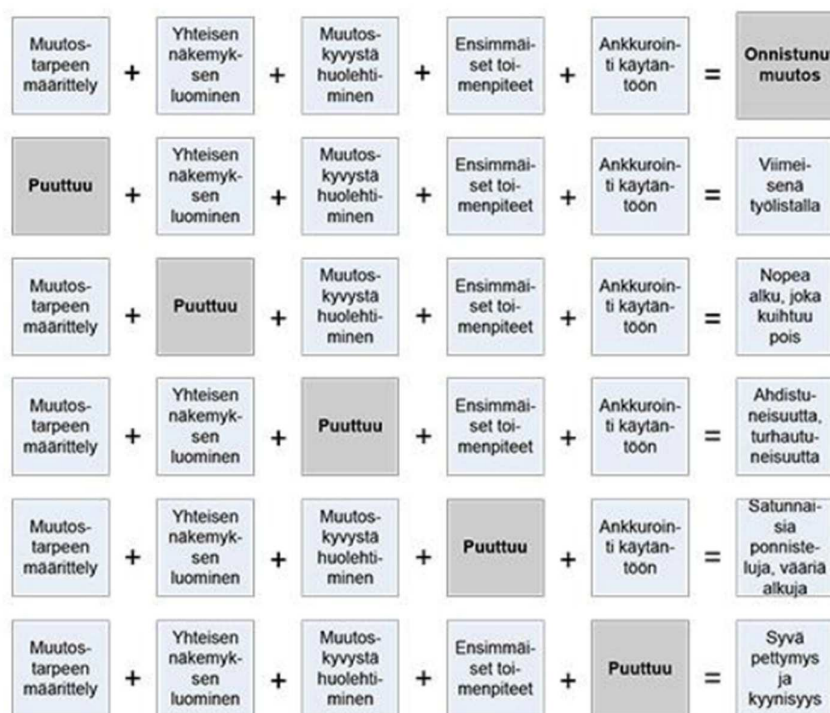 Muutos-
tarpeen
määrittely
+
Yhteisen
näkemyk-
sen
luominen
+
Muutos-
kyvystä
huolehti-
minen
+
Ensimmäi-
set toi-
menpiteet
+
Ankkuroin-
ti käytän-
töön
=
Onnistunu
muutos
Puuttuu
+
Yhteisen
näkemyk-
sen
luominen
+
Muutos-
kyvystä
huolehti-
minen
+
Ensimmäi-
set toi-
menpiteet
+
Ankkuroin-
ti käytän-
töön
=
Viimei-
senä
työlistalla
Muutos-
tarpeen
määrittely
+
Puuttuu
+
Muutos-
kyvystä
huolehti-
minen
+
Ensimmäi-
set toi-
menpiteet
+
Ankkuroin-
ti käytän-
töön
=
Nopea
alku, joka
kuihtuu
pois
Muutos-
tarpeen
määrittely
+
Yhteisen
näkemyk-
sen
luominen
+
Puuttuu
+
Ensimmäi-
set toi-
menpiteet
+
Ankkuroin-
ti käytän-
töön
=
Ahdistu-
neisuutta,
turhautu-
neisuutta
Muutos-
tarpeen
määrittely
+
Yhteisen
näkemyk-
sen
luominen
+
Muutos-
kyvystä
huolehti-
minen
+
Puuttuu
+
Ankkuroin-
ti käytän-
töön
=
Satunnai-
sia
ponniste-
luja, vääriä
alkuja
Muutos-
tarpeen
määrittely
+
Yhteisen
näkemyk-
sen
luominen
+
Muutos-
kyvystä
huolehti-
minen
+
Ensimmäi-
set toi-
menpiteet
+
Puuttuu
=
Syvä
pettymys
ja
kyynisyys